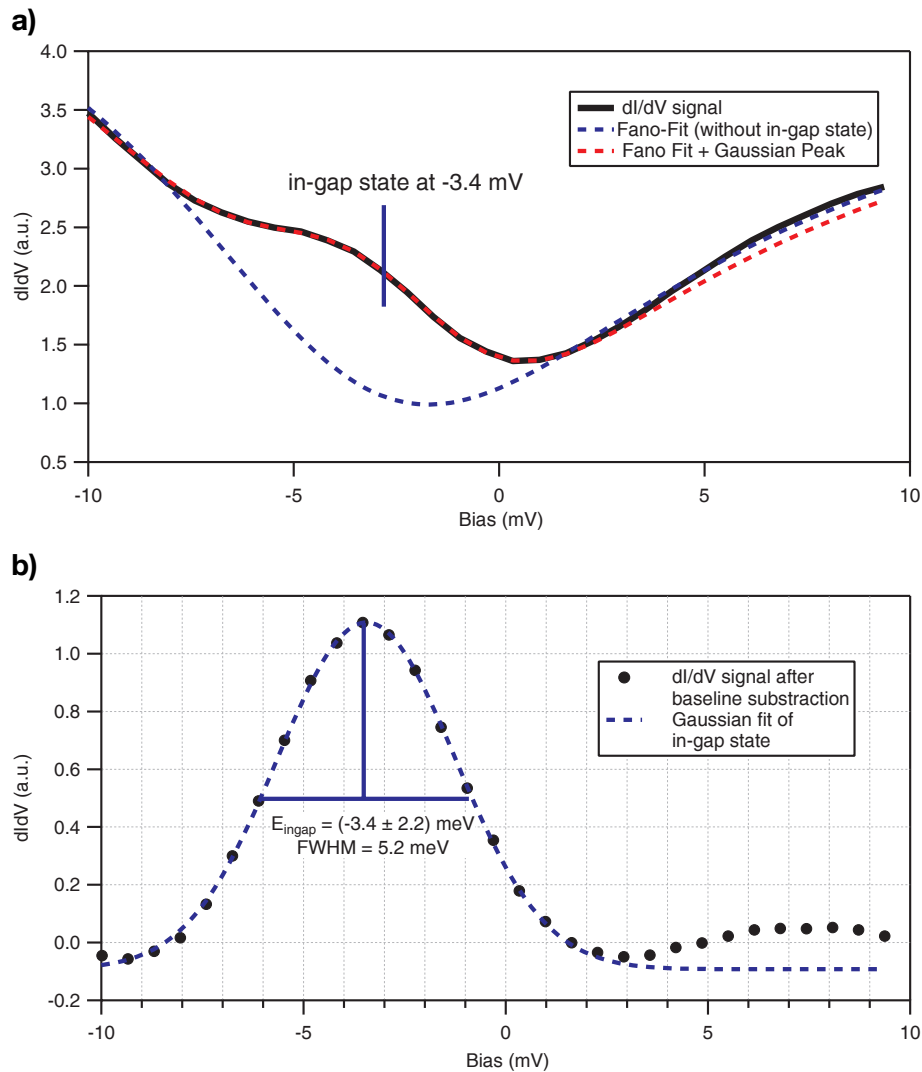 a)
4.0
3.5
3.0
2.5
2.0
1.5
1.0
0.5
dIdV (a.u.)
dI/dV signal
Fano-Fit (without in-gap state)
Fano Fit + Gaussian Peak
in-gap state at -3.4 mV
-10
-5
0
5
10
Bias (mV)
b)
1.2
1.0
0.8
0.6
0.4
0.2
0.0
-0.2
dIdV (a.u.)
dI/dV signal after
baseline substraction
Gaussian fit of
in-gap state
E_ingap = (-3.4 ± 2.2) meV
FWHM = 5.2 meV
-10
-5
0
5
10
Bias (mV)